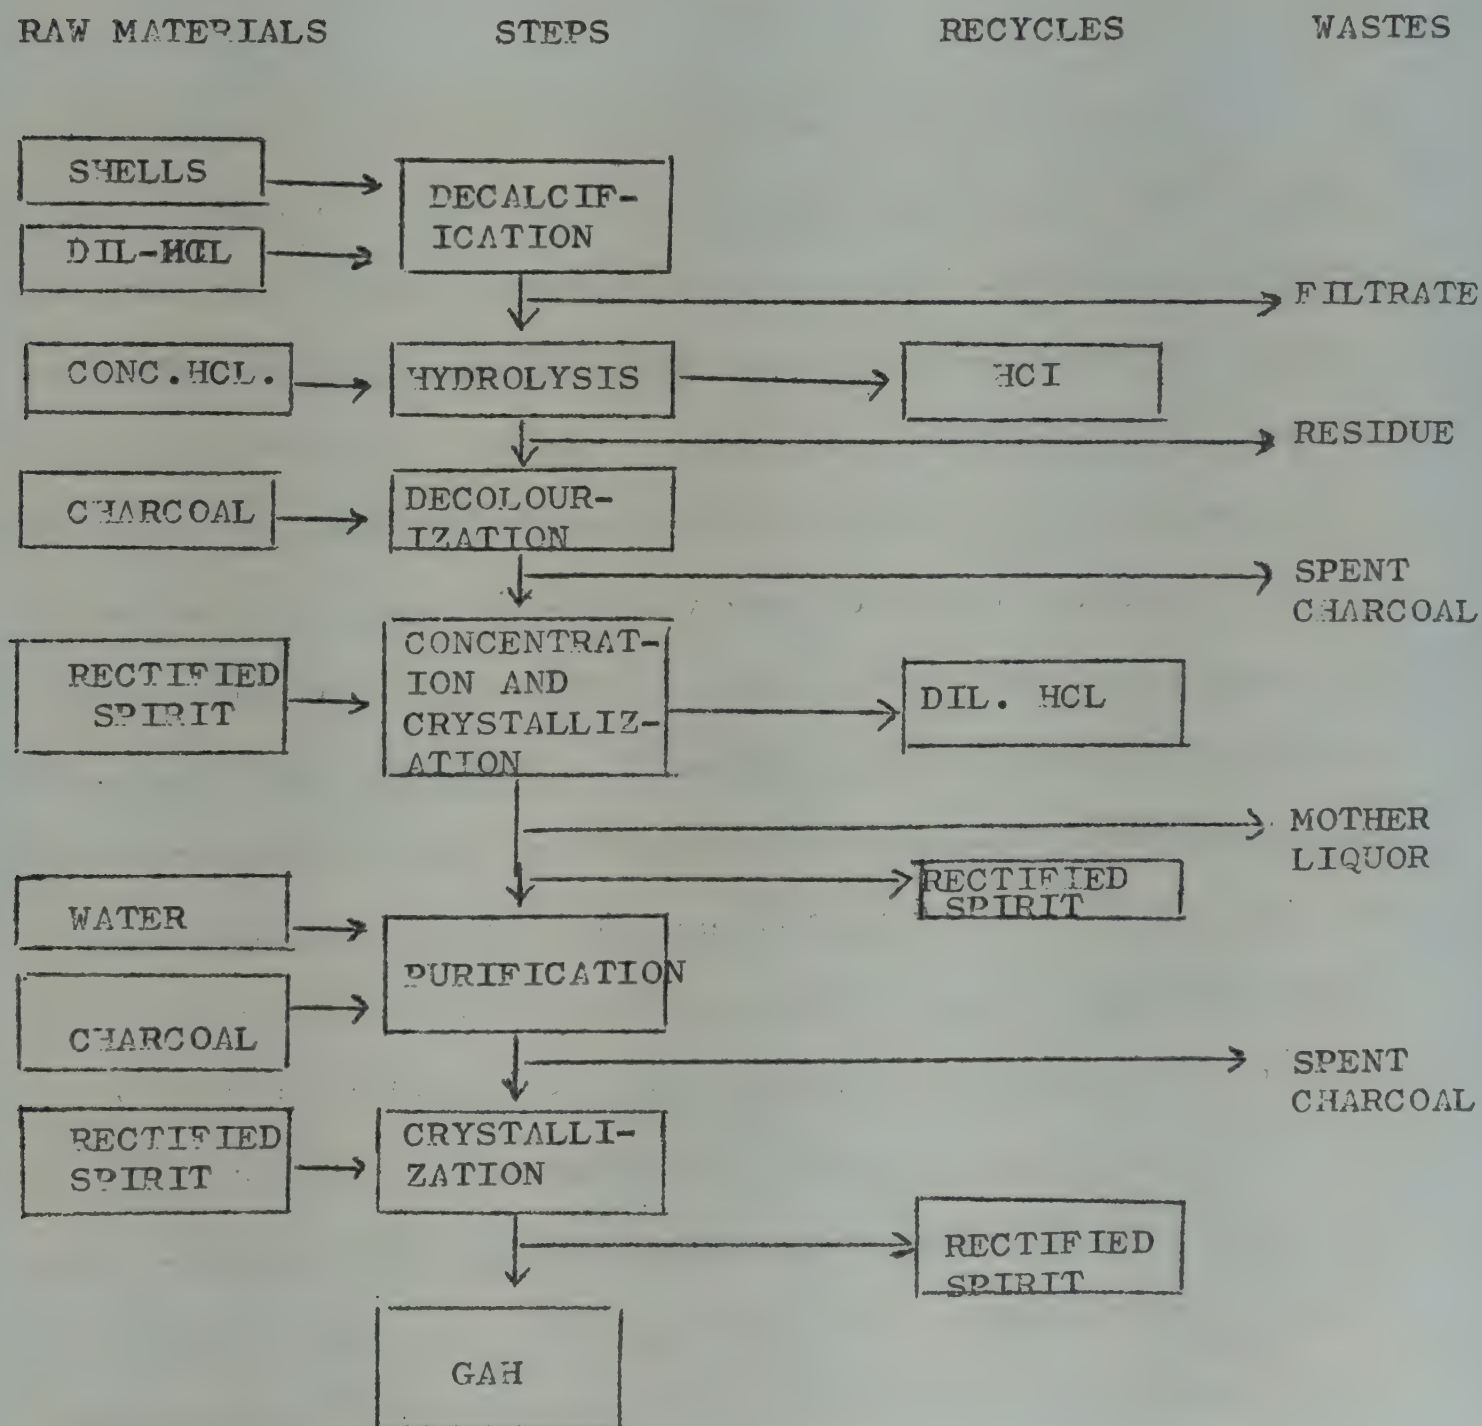 RAW MATERIALS STEPS RECYCLES WASTES
SHELLS
DECALCIF-
ICATION
DIL-HCL
FILTRATE
CONC.HCL.
HYDROLYSIS
HCI
RESIDUE
CHARCOAL
DECOLOUR-
IZATION
SPENT
CHARCOAL
RECTIFIED
SPIRIT
CONCENTRAT-
ION AND
CRYSTALLIZ-
ATION
DIL. HCL
MOTHER
LIQUOR
RECTIFIED
SPIRIT
WATER
PURIFICATION
CHARCOAL
SPENT
CHARCOAL
RECTIFIED
SPIRIT
CRYSTALLI-
ZATION
RECTIFIED
SPIRIT
GAH